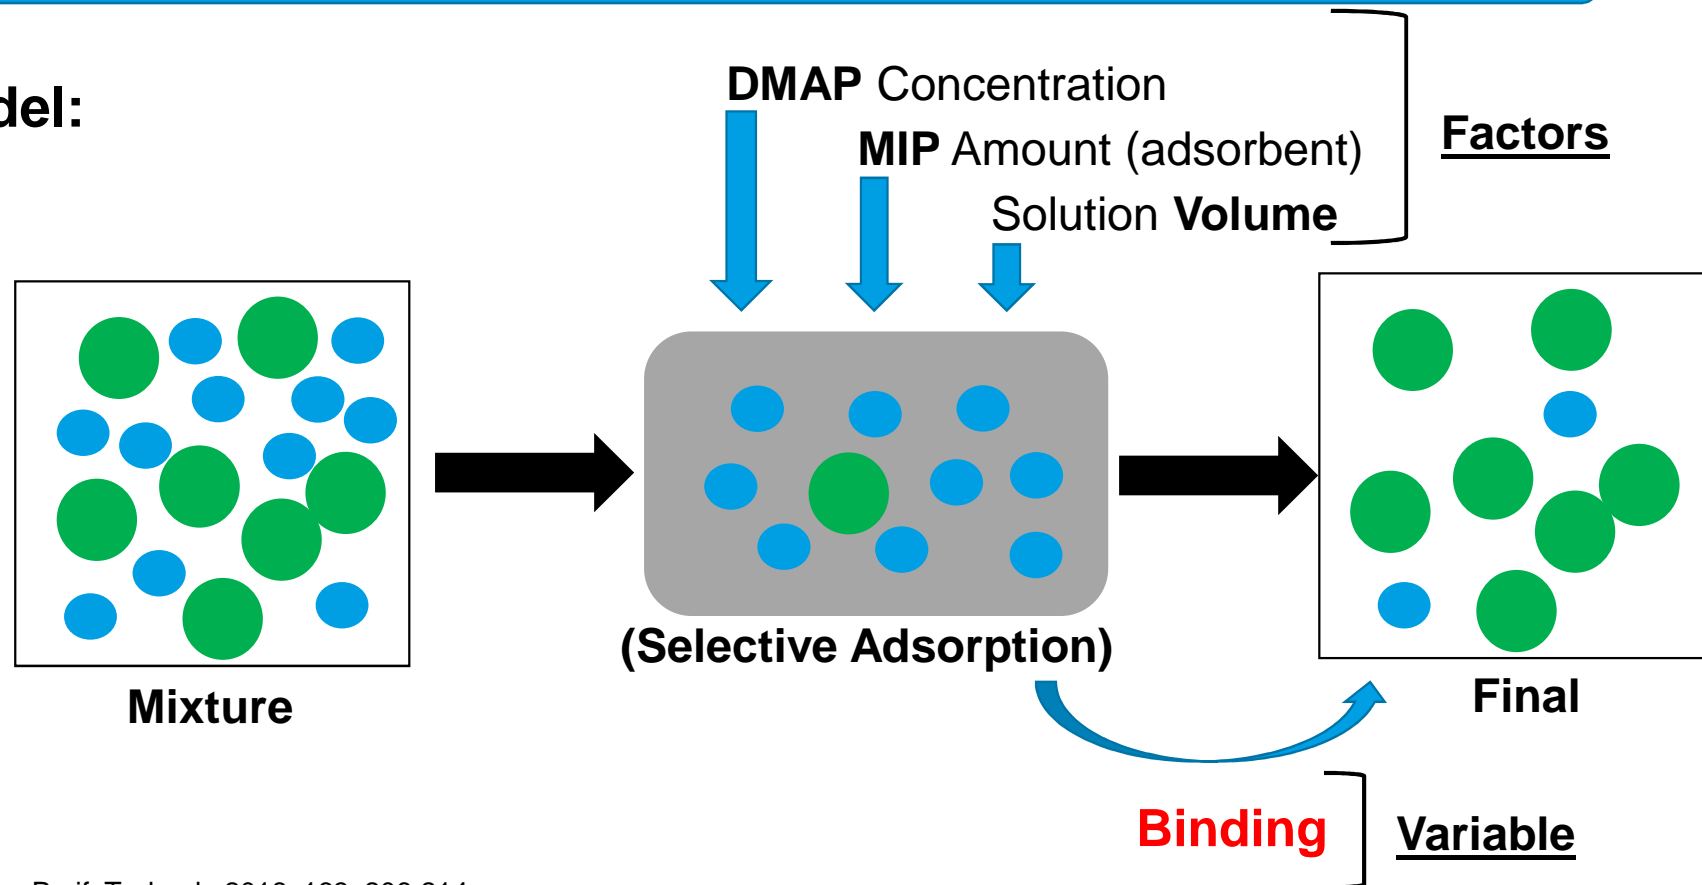 del:
DMAP Concentration
MIP Amount (adsorbent)
Solution Volume
Factors
(Selective Adsorption)
Mixture
Final
Binding
Variable